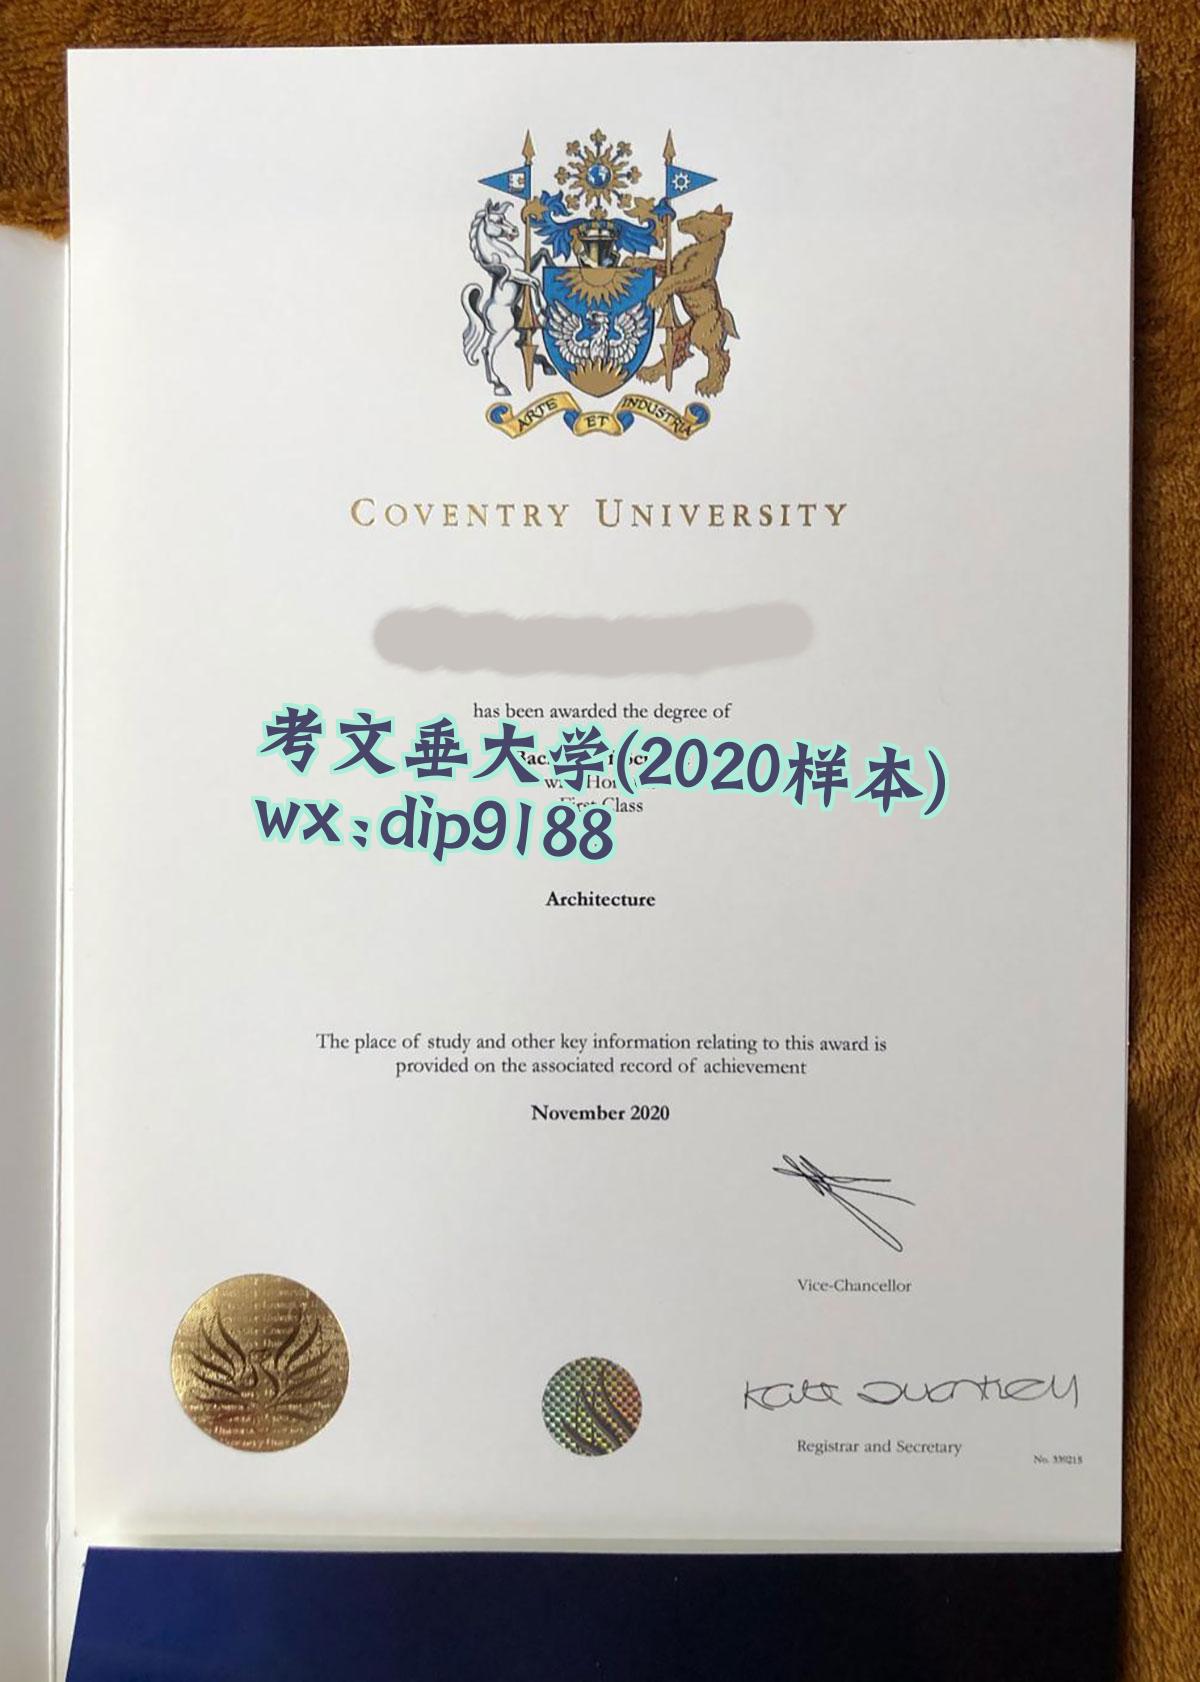 ARTE ET INDUSTRIA
COVENTRY UNIVERSITY
has been awarded the degree of
考文垂大学(2020样本)
First Class
wx:dip9188
Architecture
The place of study and other key information relating to this award is
provided on the associated record of achievement
November 2020
Vice-Chancellor
Registrar and Secretary